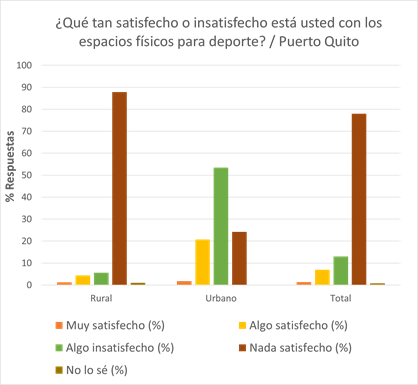 ¿Qué tan satisfecho o insatisfecho está usted con los
espacios físicos para deporte? / Puerto Quito
% Respuestas
100
90
80
70
60
50
40
30
20
10
0
Rural Urbano Total
Muy satisfecho (%) Algo satisfecho (%)
Algo insatisfecho (%) Nada satisfecho (%)
No lo sé (%)